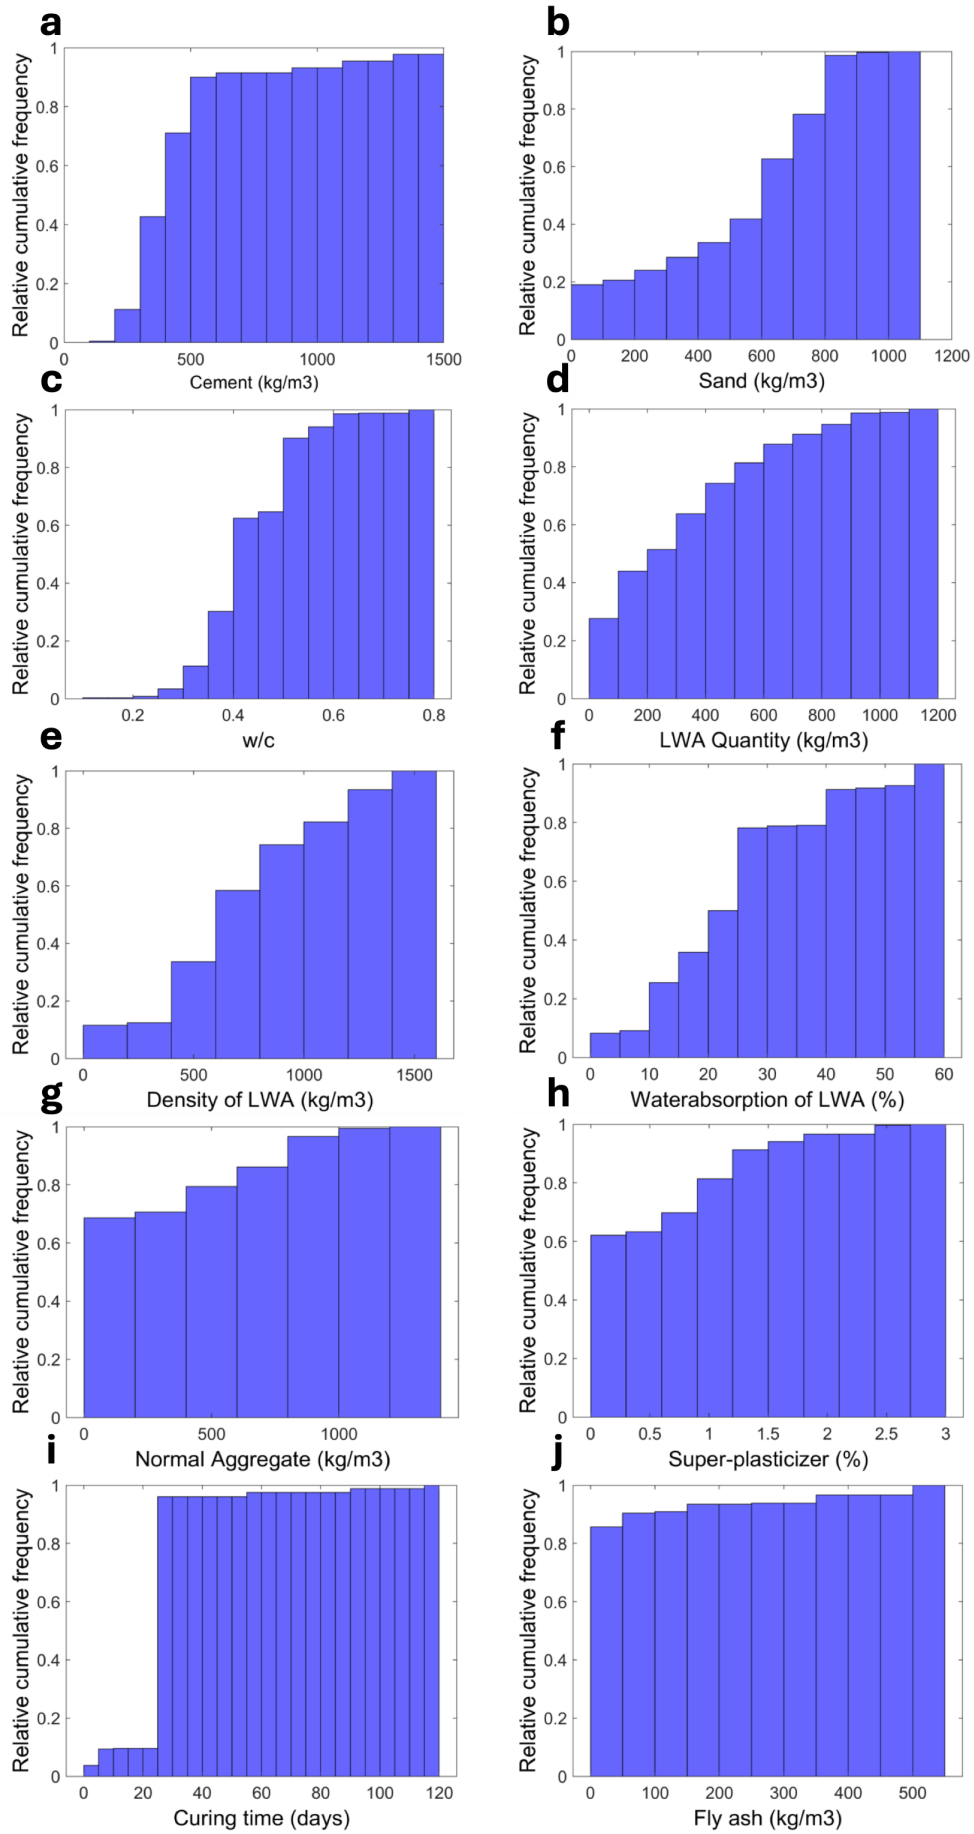 a
Relative cumulative frequency
1
0.8
0.6
0.4
0.2
0
0 500 1000 1500
Cement (kg/m3)
b
Relative cumulative frequency
1
0.8
0.6
0.4
0.2
0
0 200 400 600 800 1000 1200
Sand (kg/m3)
c
Relative cumulative frequency
1
0.8
0.6
0.4
0.2
0
0.2 0.4 0.6 0.8
w/c
d
Relative cumulative frequency
1
0.8
0.6
0.4
0.2
0
0 200 400 600 800 1000 1200
LWA Quantity (kg/m3)
e
Relative cumulative frequency
1
0.8
0.6
0.4
0.2
0
0 500 1000 1500
Density of LWA (kg/m3)
f
Relative cumulative frequency
1
0.8
0.6
0.4
0.2
0
0 10 20 30 40 50 60
Waterabsorption of LWA (%)
g
Relative cumulative frequency
1
0.8
0.6
0.4
0.2
0
0 500 1000
Normal Aggregate (kg/m3)
h
Relative cumulative frequency
1
0.8
0.6
0.4
0.2
0
0 0.5 1 1.5 2 2.5 3
Super-plasticizer (%)
i
Relative cumulative frequency
1
0.8
0.6
0.4
0.2
0
0 20 40 60 80 100 120
Curing time (days)
j
Relative cumulative frequency
1
0.8
0.6
0.4
0.2
0
0 100 200 300 400 500
Fly ash (kg/m3)